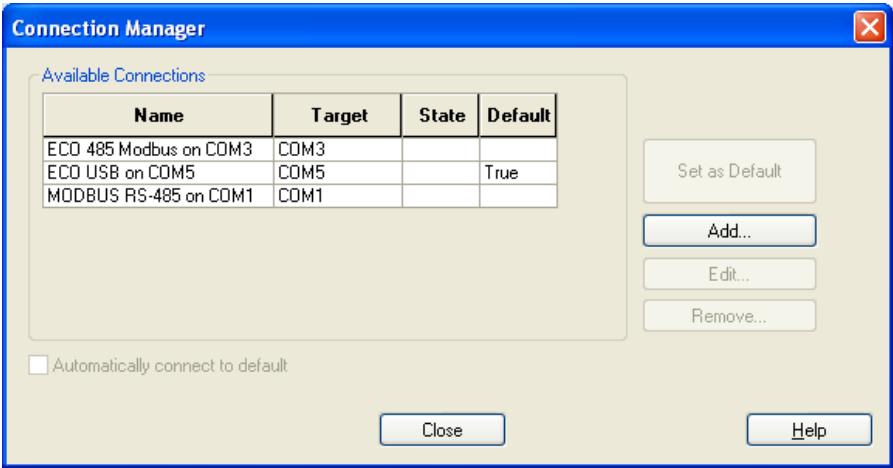 Connection Manager
Available Connections
Name Target State Default
ECO 485 Modbus on COM3 COM3
ECO USB on COM5 COM5 True
MODBUS RS-485 on COM1 COM1
Set as Default
Add...
Edit...
Remove...
Automatically connect to default
Close Help